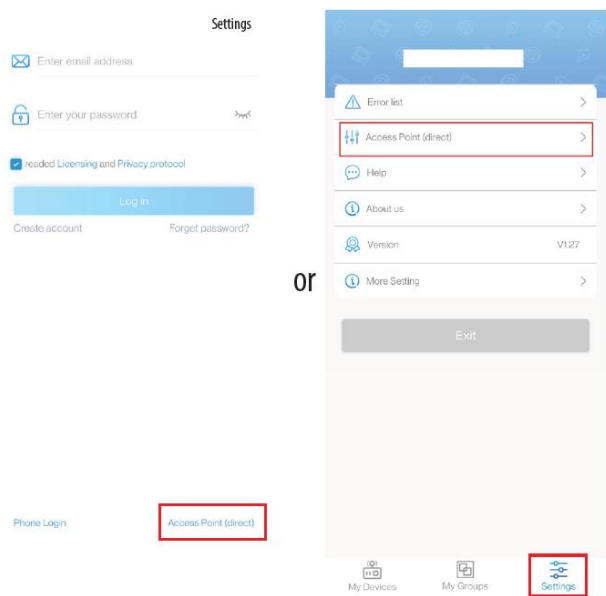 Settings
Enter email address
Enter your password
readed Licensing and Privacy protocol
Log in
Create account Forget password?
Phone Login Access Point (direct)
or
Error list
Access Point (direct)
Help
About us
Version V1.27
More Setting
Exit
My Devices My Groups Settings